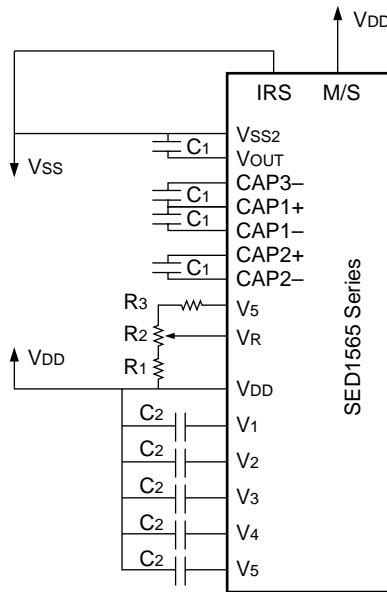 VDD
IRS M/S
VSS2
C1
VOUT
VSS
CAP3–
C1
CAP1+
C1
CAP1–
CAP2+
C1
CAP2–
R3
V5
R2
VR
R1
VDD
VDD
C2
V1
C2
V2
C2
V3
C2
V4
C2
V5
SED1565 Series